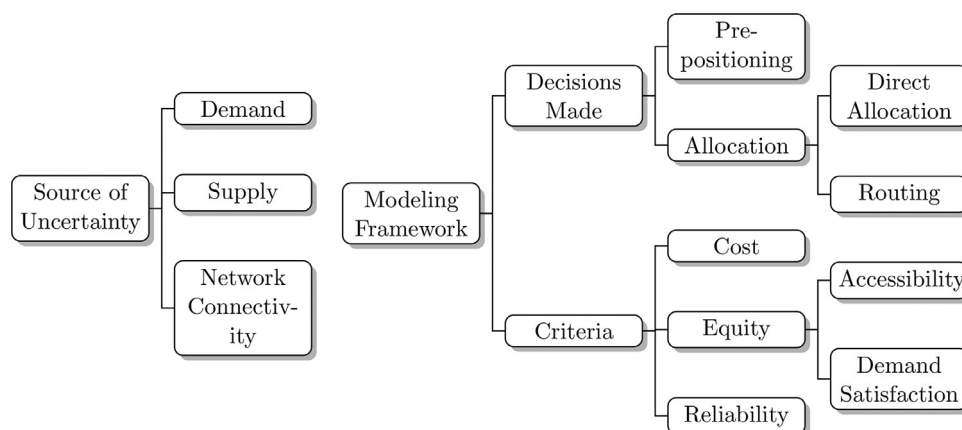 Source of
Uncertainty
Demand
Supply
Network
Connectiv-
ity
Modeling
Framework
Decisions
Made
Pre-
positioning
Allocation
Direct
Allocation
Routing
Criteria
Cost
Equity
Accessibility
Demand
Satisfaction
Reliability